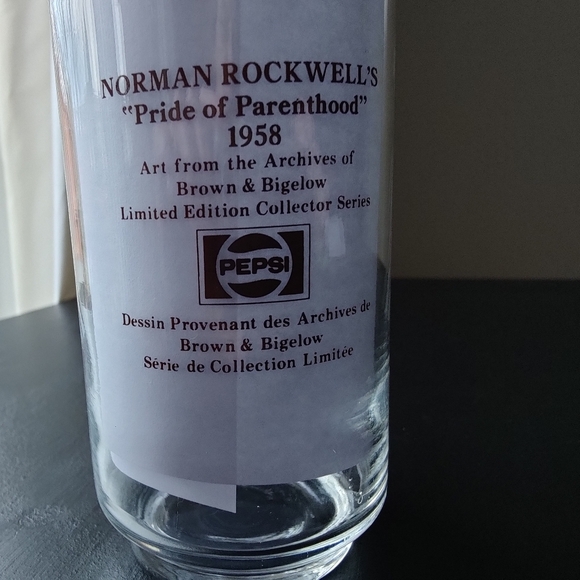 NORMAN ROCKWELL'S
"Pride of Parenthood"
1958
Art from the Archives of
Brown & Bigelow
Limited Edition Collector Series
PEPSI
Dessin Provenant des Archives de
Brown & Bigelow
Série de Collection Limitée